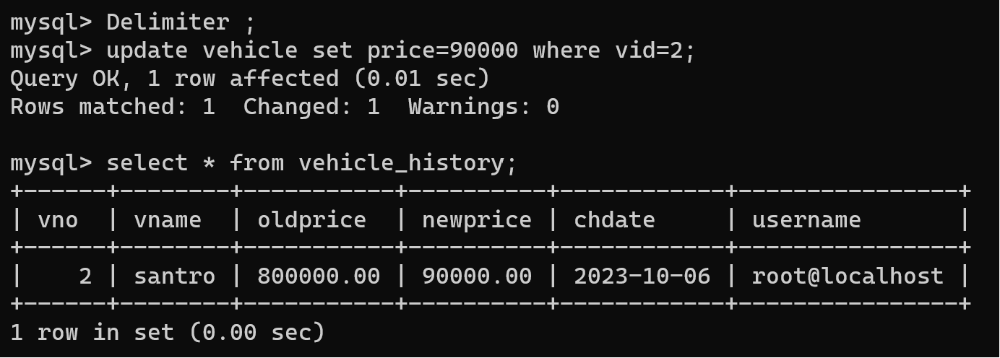 mysql> Delimiter ;
mysql> update vehicle set price=90000 where vid=2;
Query OK, 1 row affected (0.01 sec)
Rows matched: 1  Changed: 1  Warnings: 0

mysql> select * from vehicle_history;
+------+--------+-----------+----------+------------+----------------+
| vno  | vname  | oldprice  | newprice | chdate     | username       |
+------+--------+-----------+----------+------------+----------------+
|    2 | santro | 800000.00 | 90000.00 | 2023-10-06 | root@localhost |
+------+--------+-----------+----------+------------+----------------+
1 row in set (0.00 sec)